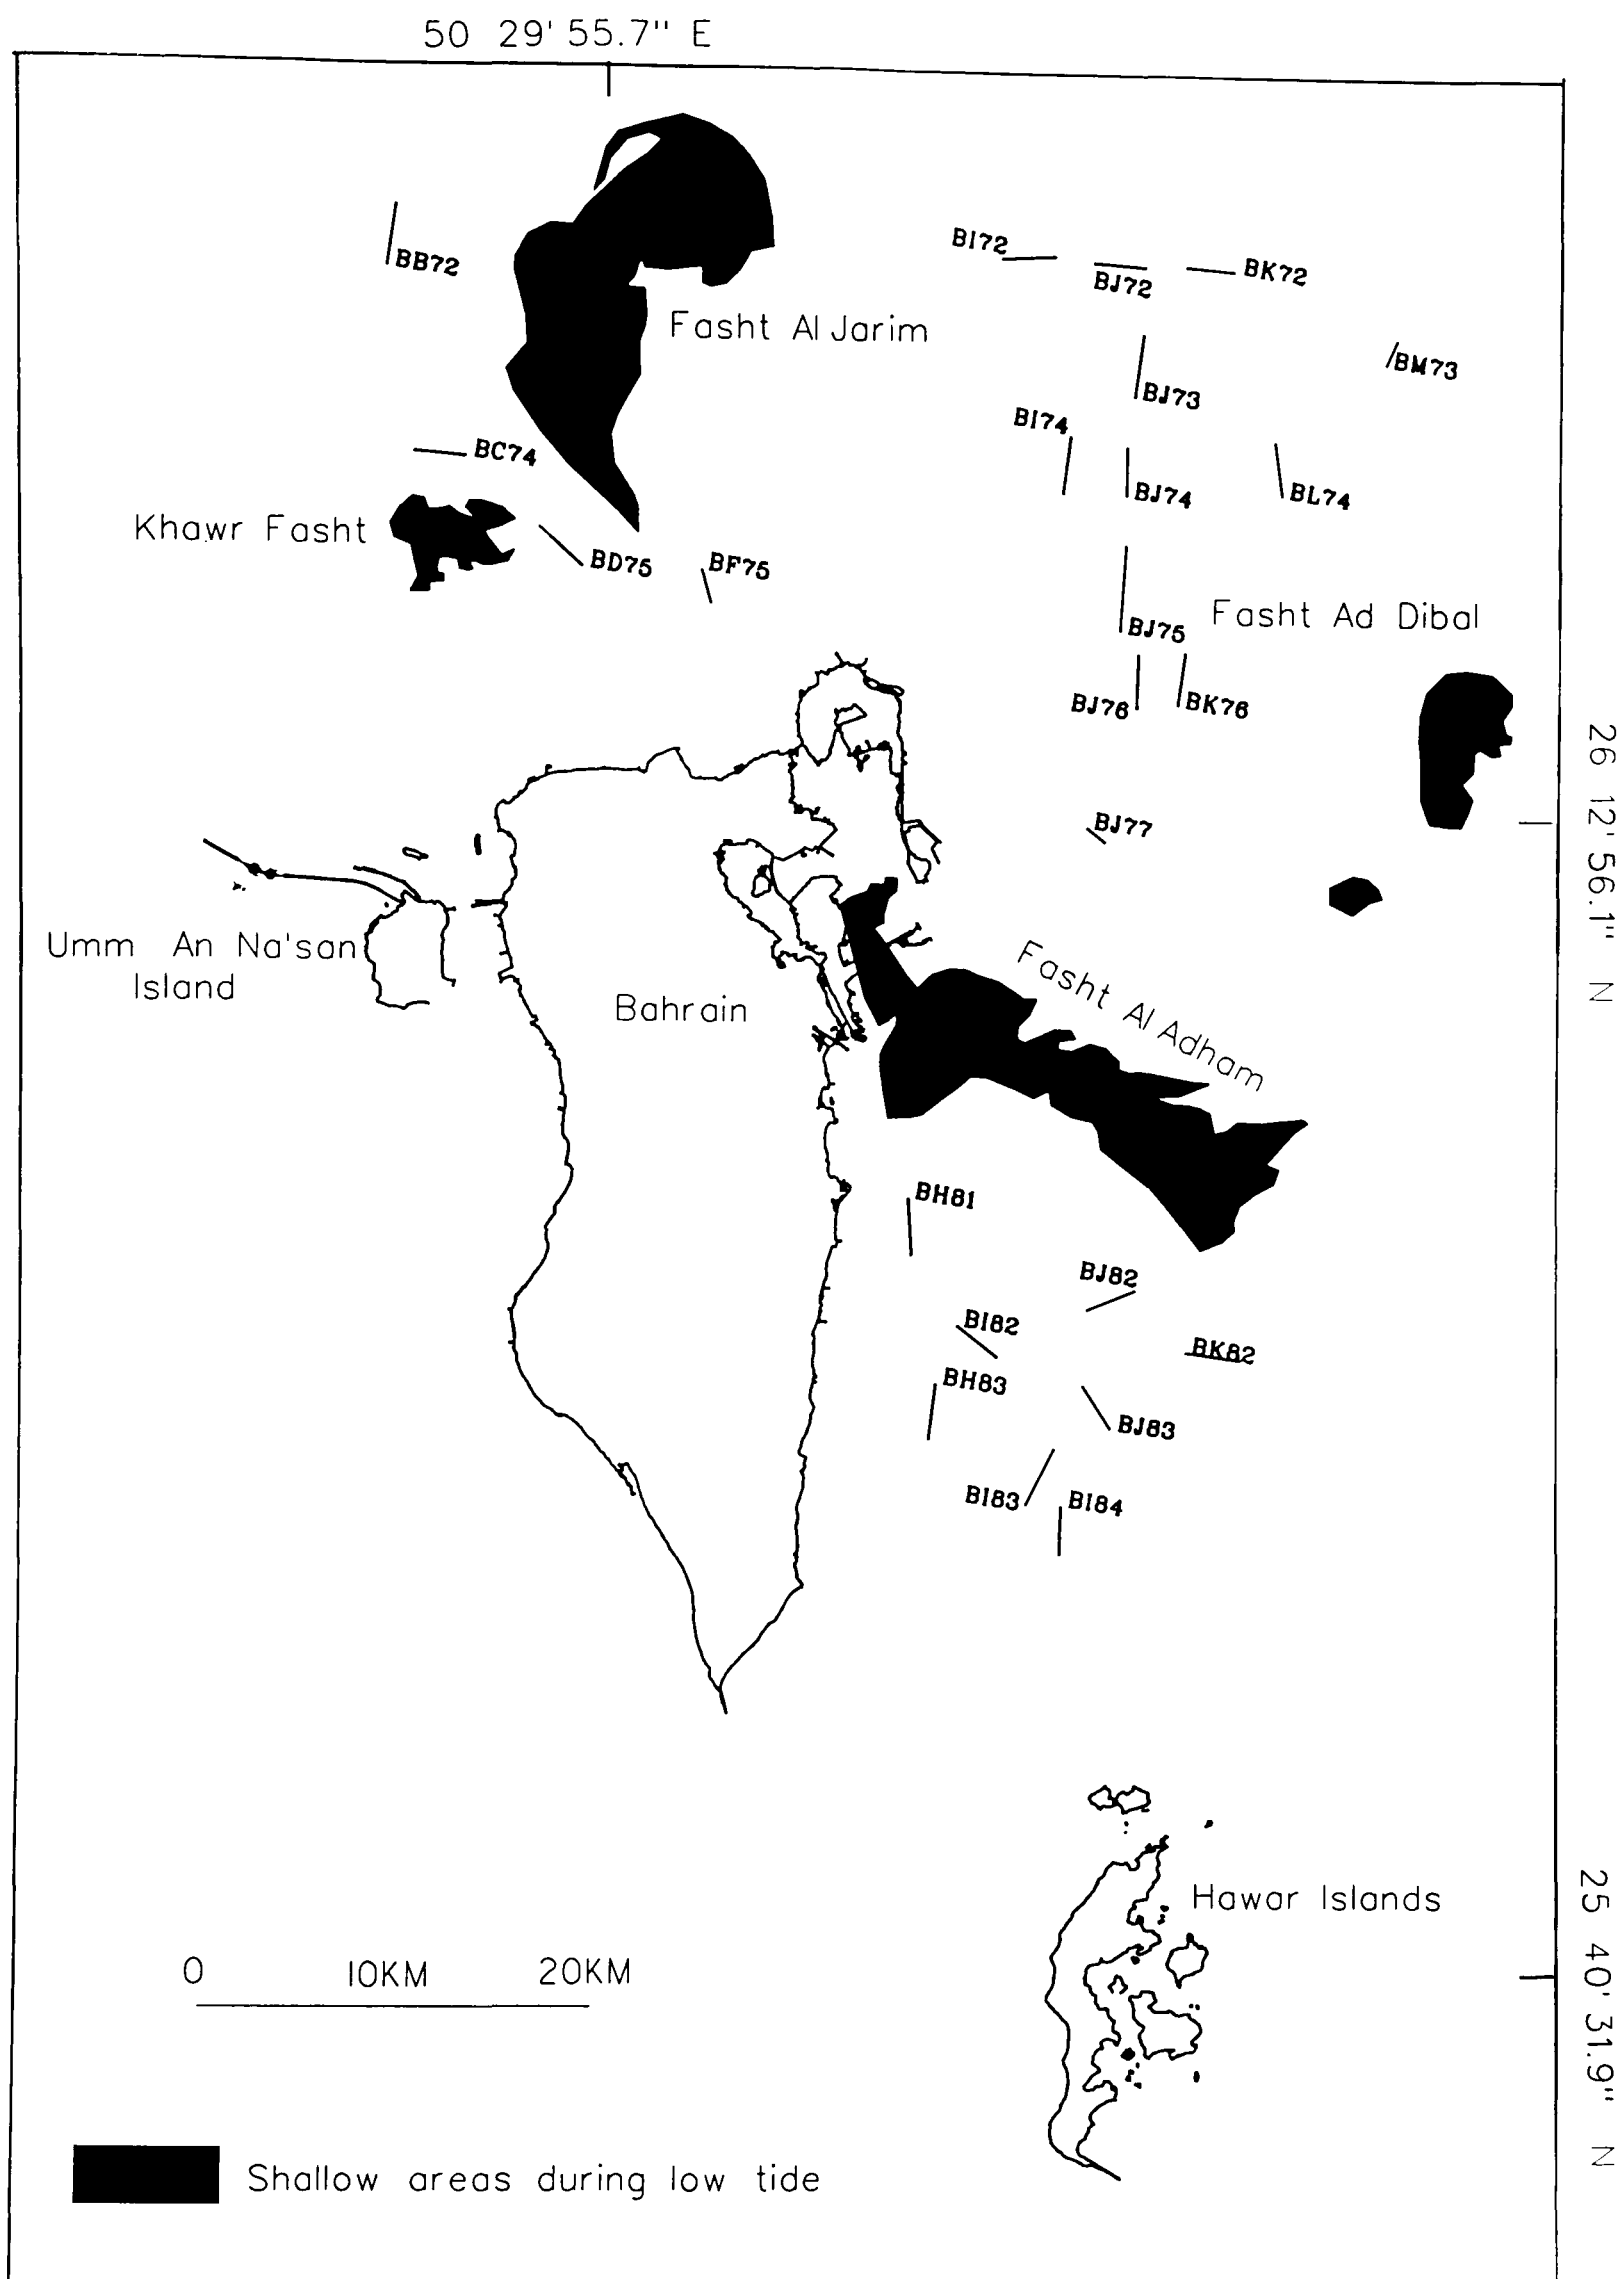 50 29' 55.7" E
BB72
BI72
BJ72
BK72
Fasht Al Jarim
BM73
BJ73
BI74
BC74
BJ74
BL74
Khawr Fasht
BD75
BF75
BJ75
Fasht Ad Dibal
BJ76
BK76
26 12' 56.1" N
BJ77
Umm An Na'san
Island
Bahrain
Fasht Al Adham
BH81
BJ82
BI82
BK82
BH83
BJ83
BI83
BI84
Hawar Islands
25 40' 31.9" N
0 10KM 20KM
Shallow areas during low tide